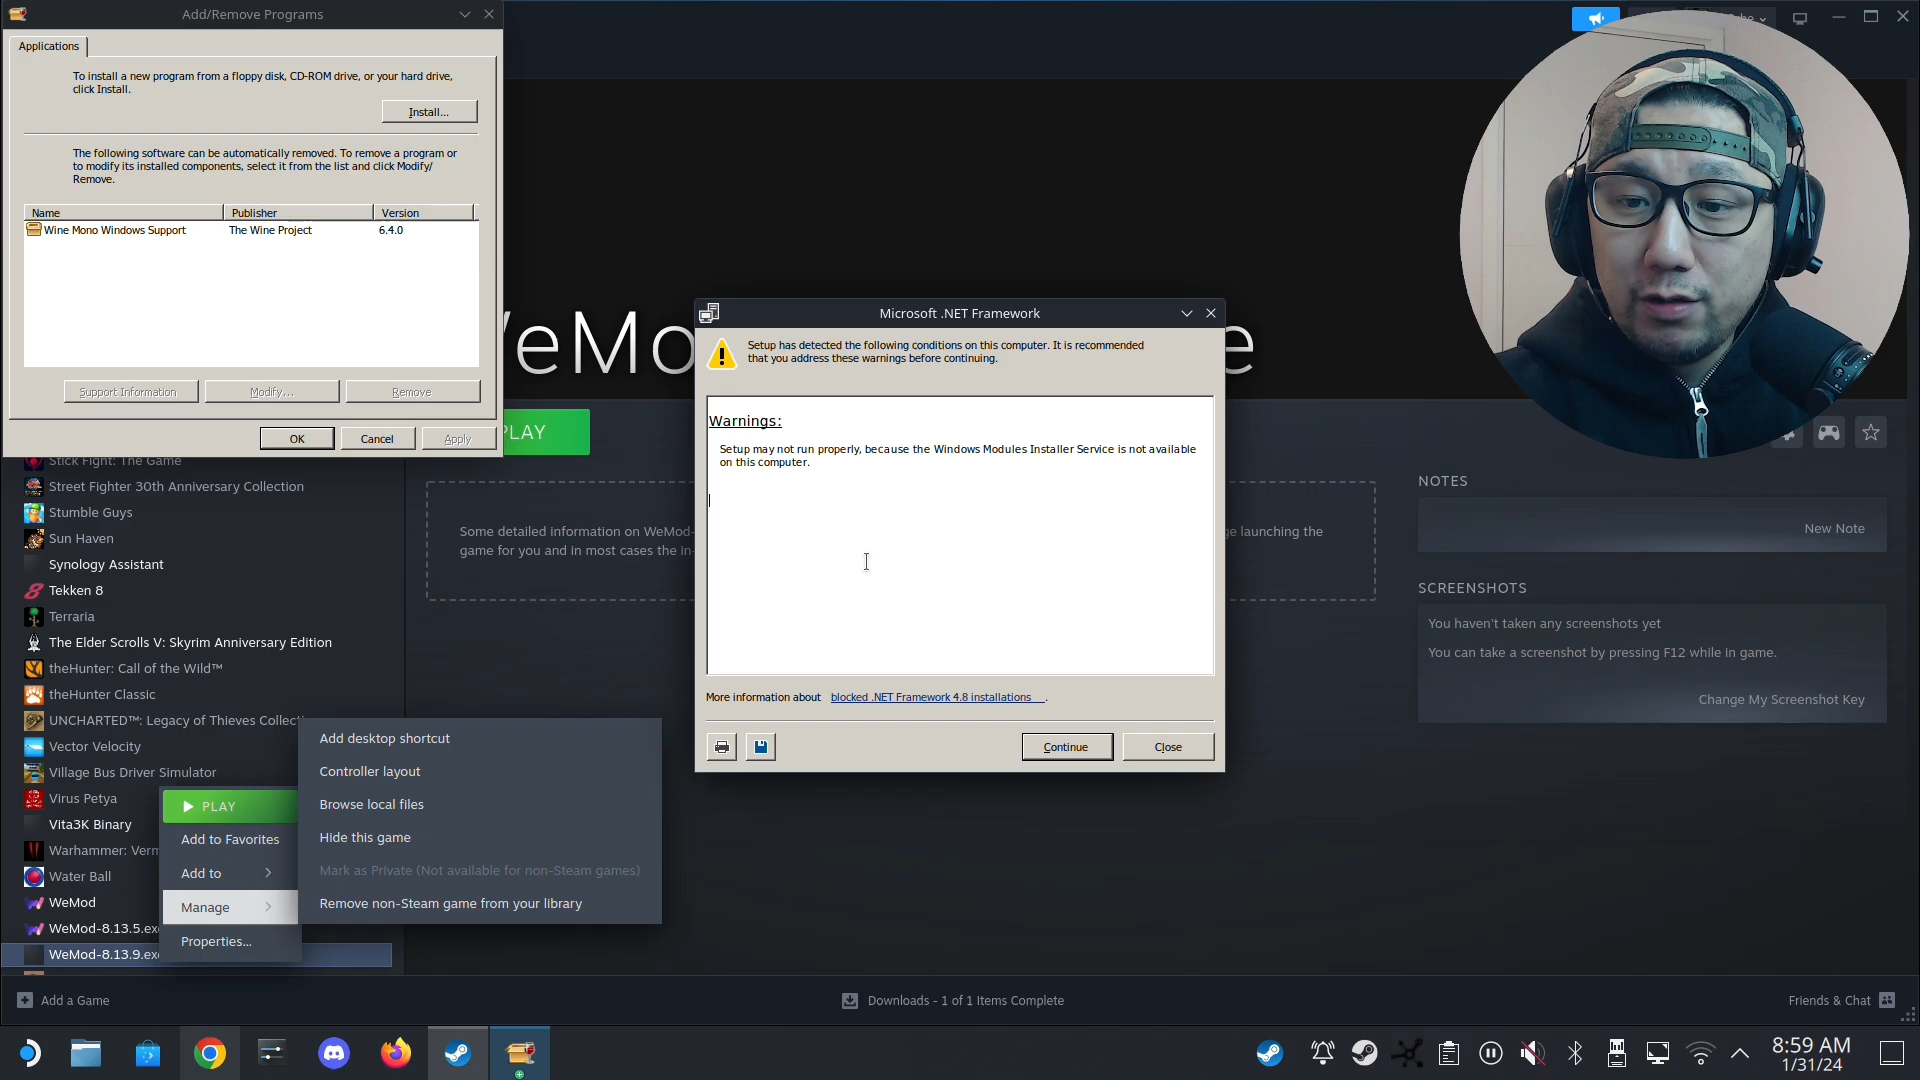 Add/Remove Programs
Applications
To install a new program from a floppy disk, CD-ROM drive, or your hard drive,
click Install.
Install...
The following software can be automatically removed. To remove a program or
to modify its installed components, select it from the list and click Modify/
Remove.
Name Publisher Version
Wine Mono Windows Support The Wine Project 6.4.0
Support Information Modify... Remove
OK Cancel Apply
PLAY
Microsoft .NET Framework
Setup has detected the following conditions on this computer. It is recommended
that you address these warnings before continuing.
Warnings:
Setup may not run properly, because the Windows Modules Installer Service is not available
on this computer.
More information about blocked .NET Framework 4.8 installations .
Continue Close
Some detailed information on WeMod-
ge launching the
game for you and in most cases the in-
NOTES
New Note
SCREENSHOTS
You haven't taken any screenshots yet
You can take a screenshot by pressing F12 while in game.
Change My Screenshot Key
Stick Fight: The Game
Street Fighter 30th Anniversary Collection
Stumble Guys
Sun Haven
Synology Assistant
Tekken 8
Terraria
The Elder Scrolls V: Skyrim Anniversary Edition
theHunter: Call of the Wild™
theHunter Classic
UNCHARTED™: Legacy of Thieves Collecti
Vector Velocity
Village Bus Driver Simulator
Virus Petya
Vita3K Binary
Warhammer: Verm
Water Ball
WeMod
WeMod-8.13.5.exe
WeMod-8.13.9.exe
PLAY
Add to Favorites
Add to
Manage
Properties...
Add desktop shortcut
Controller layout
Browse local files
Hide this game
Mark as Private (Not available for non-Steam games)
Remove non-Steam game from your library
Add a Game
Downloads - 1 of 1 Items Complete
Friends & Chat
8:59 AM
1/31/24